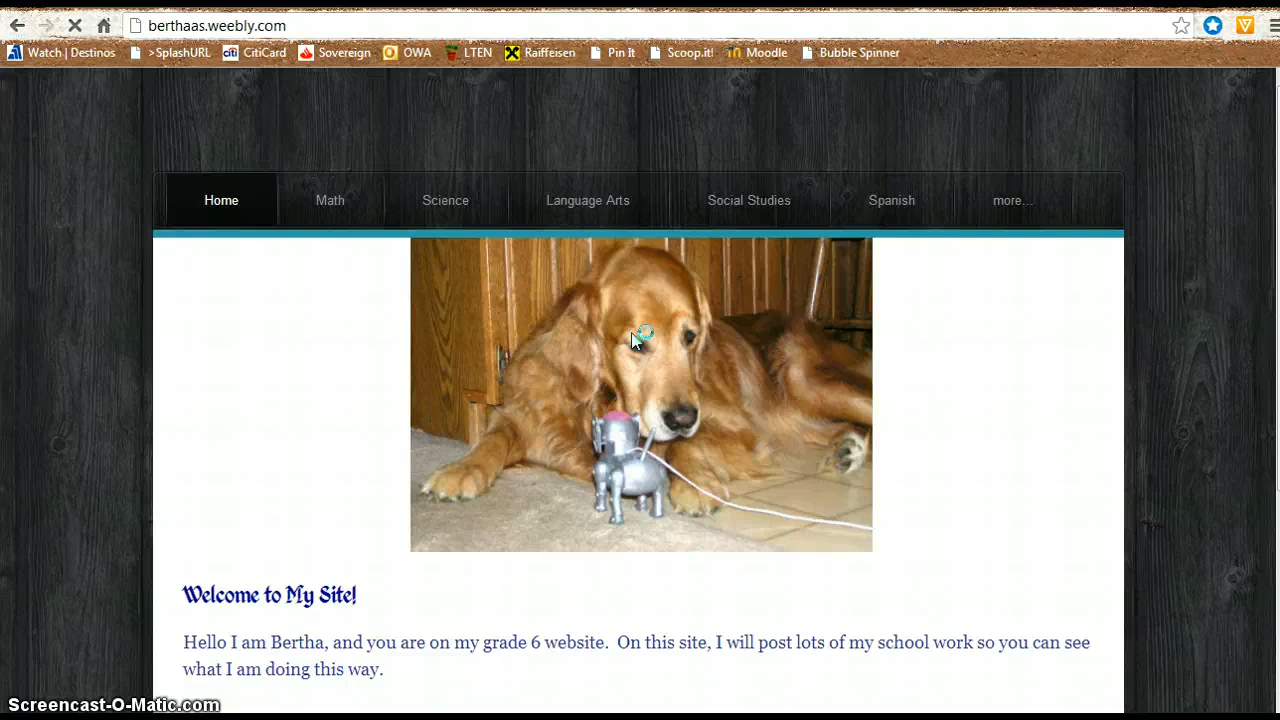 berthaas.weebly.com
Watch | Destinos >SplashURL citi CitiCard Sovereign OWA LTEN Raiffeisen Pin It Scoop.it! Moodle Bubble Spinner
Home Math Science Language Arts Social Studies Spanish more...
Welcome to My Site!
Hello I am Bertha, and you are on my grade 6 website. On this site, I will post lots of my school work so you can see
what I am doing this way.
Screencast-O-Matic.com